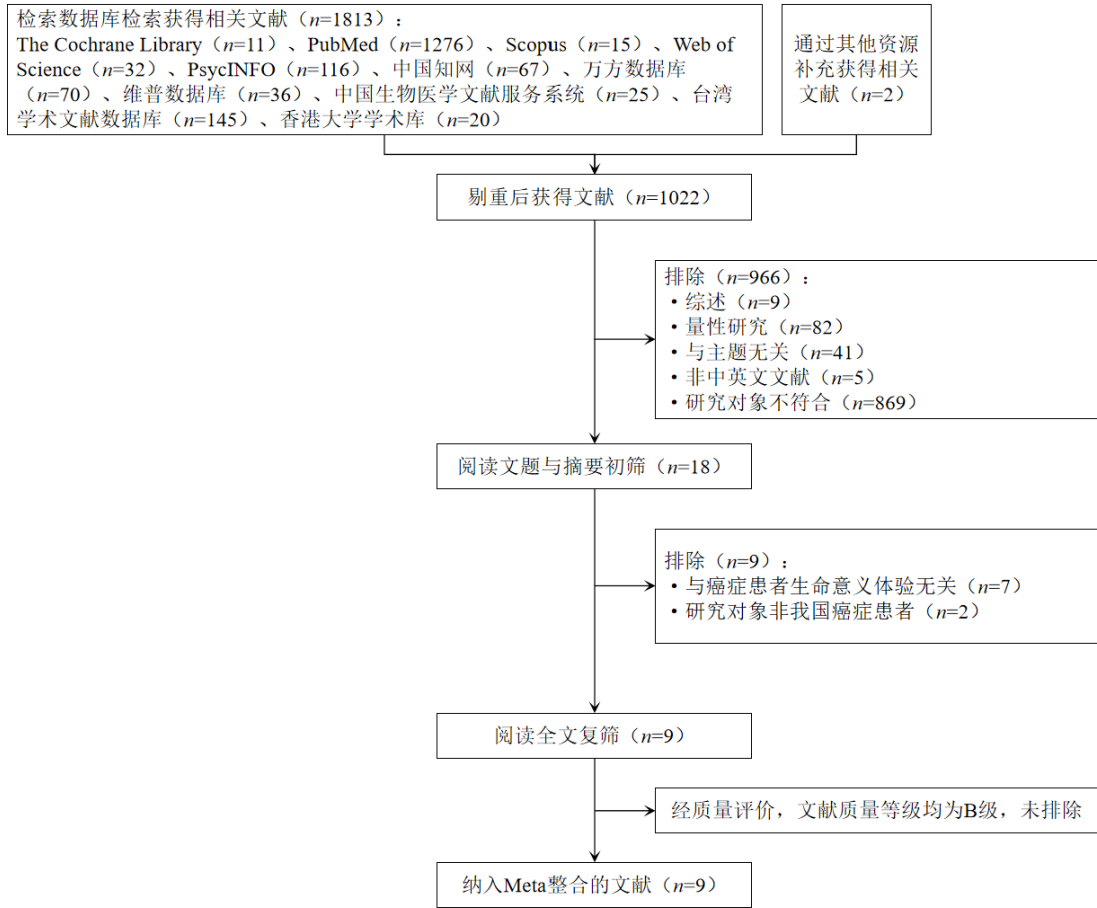 检索数据库检索获得相关文献（n=1813）：
The Cochrane Library（n=11）、PubMed（n=1276）、Scopus（n=15）、Web of
Science（n=32）、PsycINFO（n=116）、中国知网（n=67）、万方数据库
（n=70）、维普数据库（n=36）、中国生物医学文献服务系统（n=25）、台湾
学术文献数据库（n=145）、香港大学学术库（n=20）
通过其他资源
补充获得相关
文献（n=2）
剔重后获得文献（n=1022）
排除（n=966）：
·综述（n=9）
·量性研究（n=82）
·与主题无关（n=41）
·非中英文文献（n=5）
·研究对象不符合（n=869）
阅读文题与摘要初筛（n=18）
排除（n=9）：
·与癌症患者生命意义体验无关（n=7）
·研究对象非我国癌症患者（n=2）
阅读全文复筛（n=9）
经质量评价，文献质量等级均为B级，未排除
纳入Meta整合的文献（n=9）